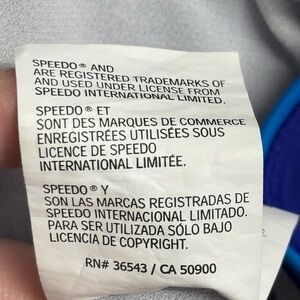 SPEEDO® AND
ARE REGISTERED TRADEMARKS OF
AND USED UNDER LICENSE FROM
SPEEDO INTERNATIONAL LIMITED.
SPEEDO® ET
SONT DES MARQUES DE COMMERCE
ENREGISTRÉES UTILISÉES SOUS
LICENCE DE SPEEDO
INTERNATIONAL LIMITÉE.
SPEEDO® Y
SON LAS MARCAS REGISTRADAS DE
SPEEDO INTERNACIONAL LIMITADO.
PARA SER UTILIZADA SÓLO BAJO
LICENCIA DE COPYRIGHT.
RN# 36543 / CA 50900